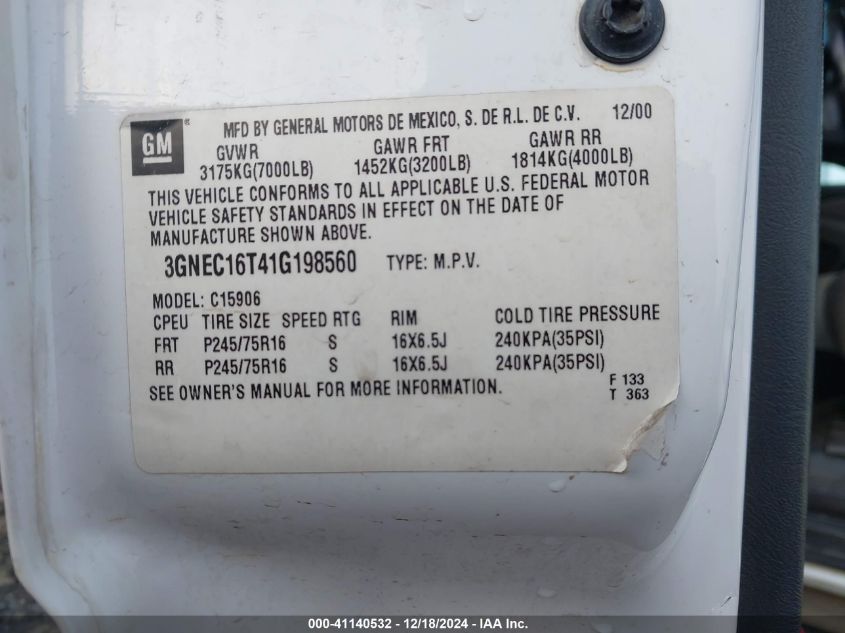 GM ® MFD BY GENERAL MOTORS DE MEXICO, S. DE R.L. DE C.V. 12/00
GVWR GAWR FRT GAWR RR
3175KG(7000LB) 1452KG(3200LB) 1814KG(4000LB)
THIS VEHICLE CONFORMS TO ALL APPLICABLE U.S. FEDERAL MOTOR
VEHICLE SAFETY STANDARDS IN EFFECT ON THE DATE OF
MANUFACTURE SHOWN ABOVE.
3GNEC16T41G198560 TYPE: M.P.V.
MODEL: C15906
CPEU TIRE SIZE SPEED RTG RIM COLD TIRE PRESSURE
FRT P245/75R16 S 16X6.5J 240KPA(35PSI)
RR P245/75R16 S 16X6.5J 240KPA(35PSI)
SEE OWNER'S MANUAL FOR MORE INFORMATION. F 133
T 363
000-41140532 - 12/18/2024 - IAA Inc.